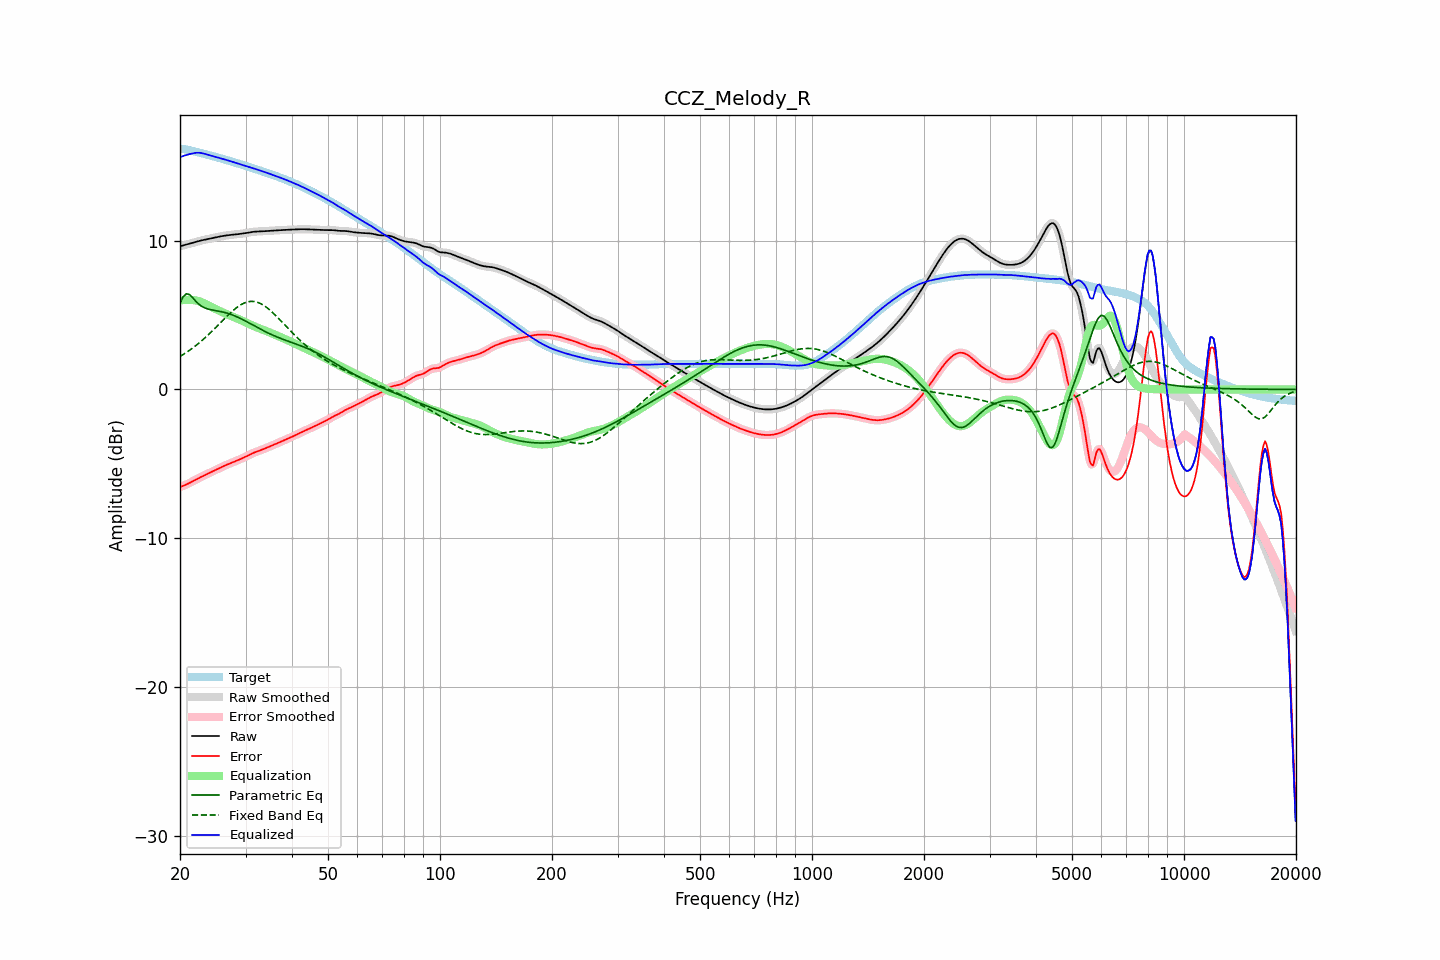 CCZ_Melody_R
10
0
−10
−20
−30
Amplitude (dBr)
Target
Raw Smoothed
Error Smoothed
Raw
Error
Equalization
Parametric Eq
Fixed Band Eq
Equalized
20 50 100 200 500 1000 2000 5000 10000 20000
Frequency (Hz)